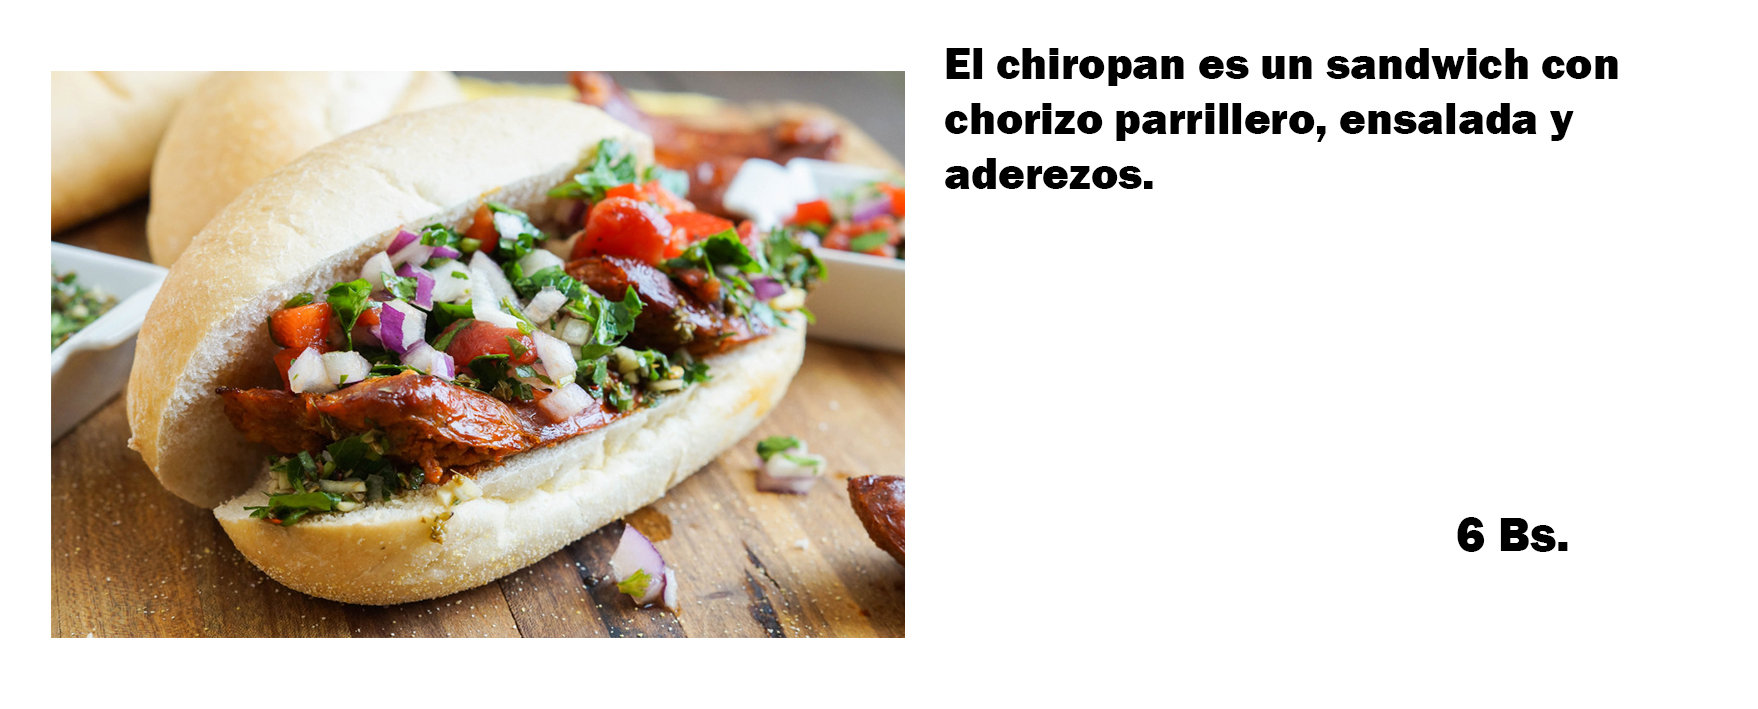 El chiropan es un sandwich con
chorizo parrillero, ensalada y
aderezos.
6 Bs.